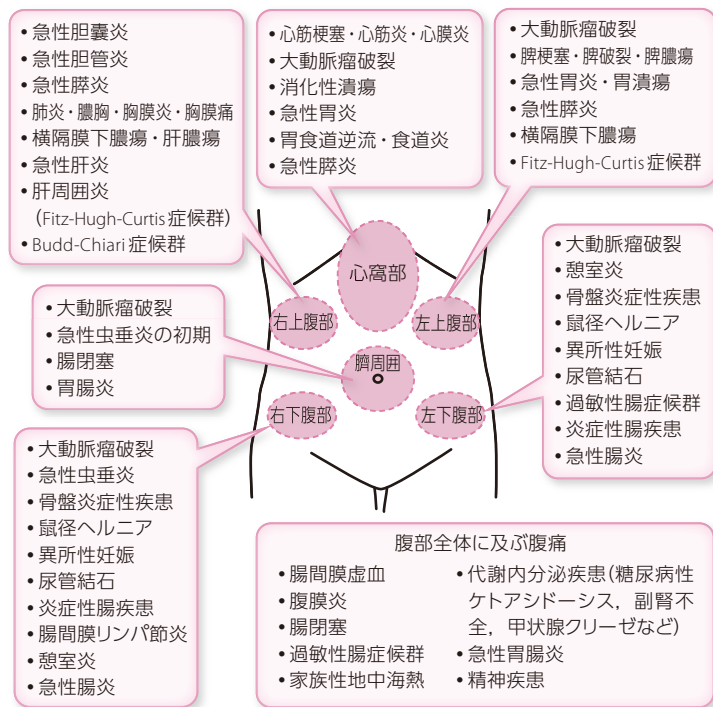 • 急性胆囊炎
• 急性胆管炎
• 急性膵炎
• 肺炎・膿胸・胸膜炎・胸膜痛
• 横隔膜下膿瘍・肝膿瘍
• 急性肝炎
• 肝周囲炎
(Fitz-Hugh-Curtis 症候群)
• Budd-Chiari 症候群
• 心筋梗塞・心筋炎・心膜炎
• 大動脈瘤破裂
• 消化性潰瘍
• 急性胃炎
• 胃食道逆流・食道炎
• 急性膵炎
• 大動脈瘤破裂
• 脾梗塞・脾破裂・脾膿瘍
• 急性胃炎・胃潰瘍
• 急性膵炎
• 横隔膜下膿瘍
• Fitz-Hugh-Curtis 症候群
心窩部
右上腹部
左上腹部
臍周囲
右下腹部
左下腹部
• 大動脈瘤破裂
• 急性虫垂炎の初期
• 腸閉塞
• 胃腸炎
• 大動脈瘤破裂
• 憩室炎
• 骨盤炎症性疾患
• 鼠径ヘルニア
• 異所性妊娠
• 尿管結石
• 過敏性腸症候群
• 炎症性腸疾患
• 急性腸炎
• 大動脈瘤破裂
• 急性虫垂炎
• 骨盤炎症性疾患
• 鼠径ヘルニア
• 異所性妊娠
• 尿管結石
• 炎症性腸疾患
• 腸間膜リンパ節炎
• 憩室炎
• 急性腸炎
腹部全体に及ぶ腹痛
• 腸間膜虚血
• 腹膜炎
• 腸閉塞
• 過敏性腸症候群
• 家族性地中海熱
• 代謝内分泌疾患(糖尿病性
ケトアシドーシス，副腎不
全，甲状腺クリーゼなど)
• 急性胃腸炎
• 精神疾患